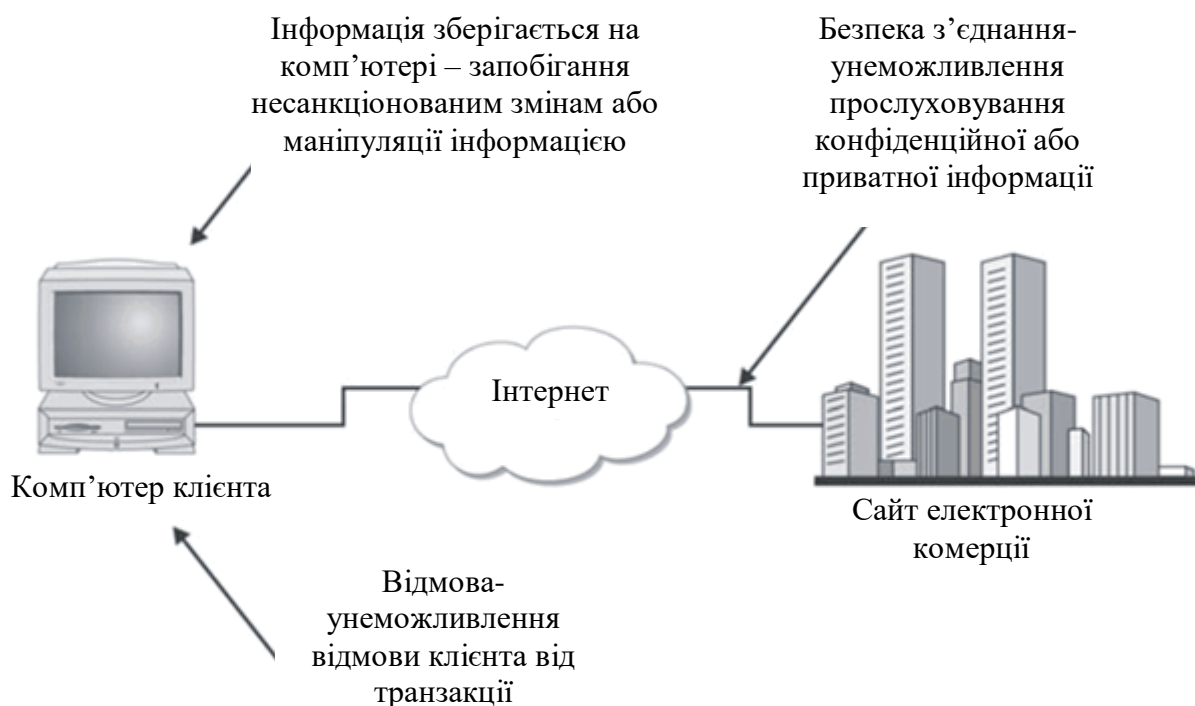 Інформація зберігається на
комп’ютері – запобігання
несанкціонованим змінам або
маніпуляції інформацією
Безпека з’єднання-
унеможливлення
прослуховування
конфіденційної або
приватної інформації
Інтернет
Комп’ютер клієнта
Сайт електронної
комерції
Відмова-
унеможливлення
відмови клієнта від
транзакції